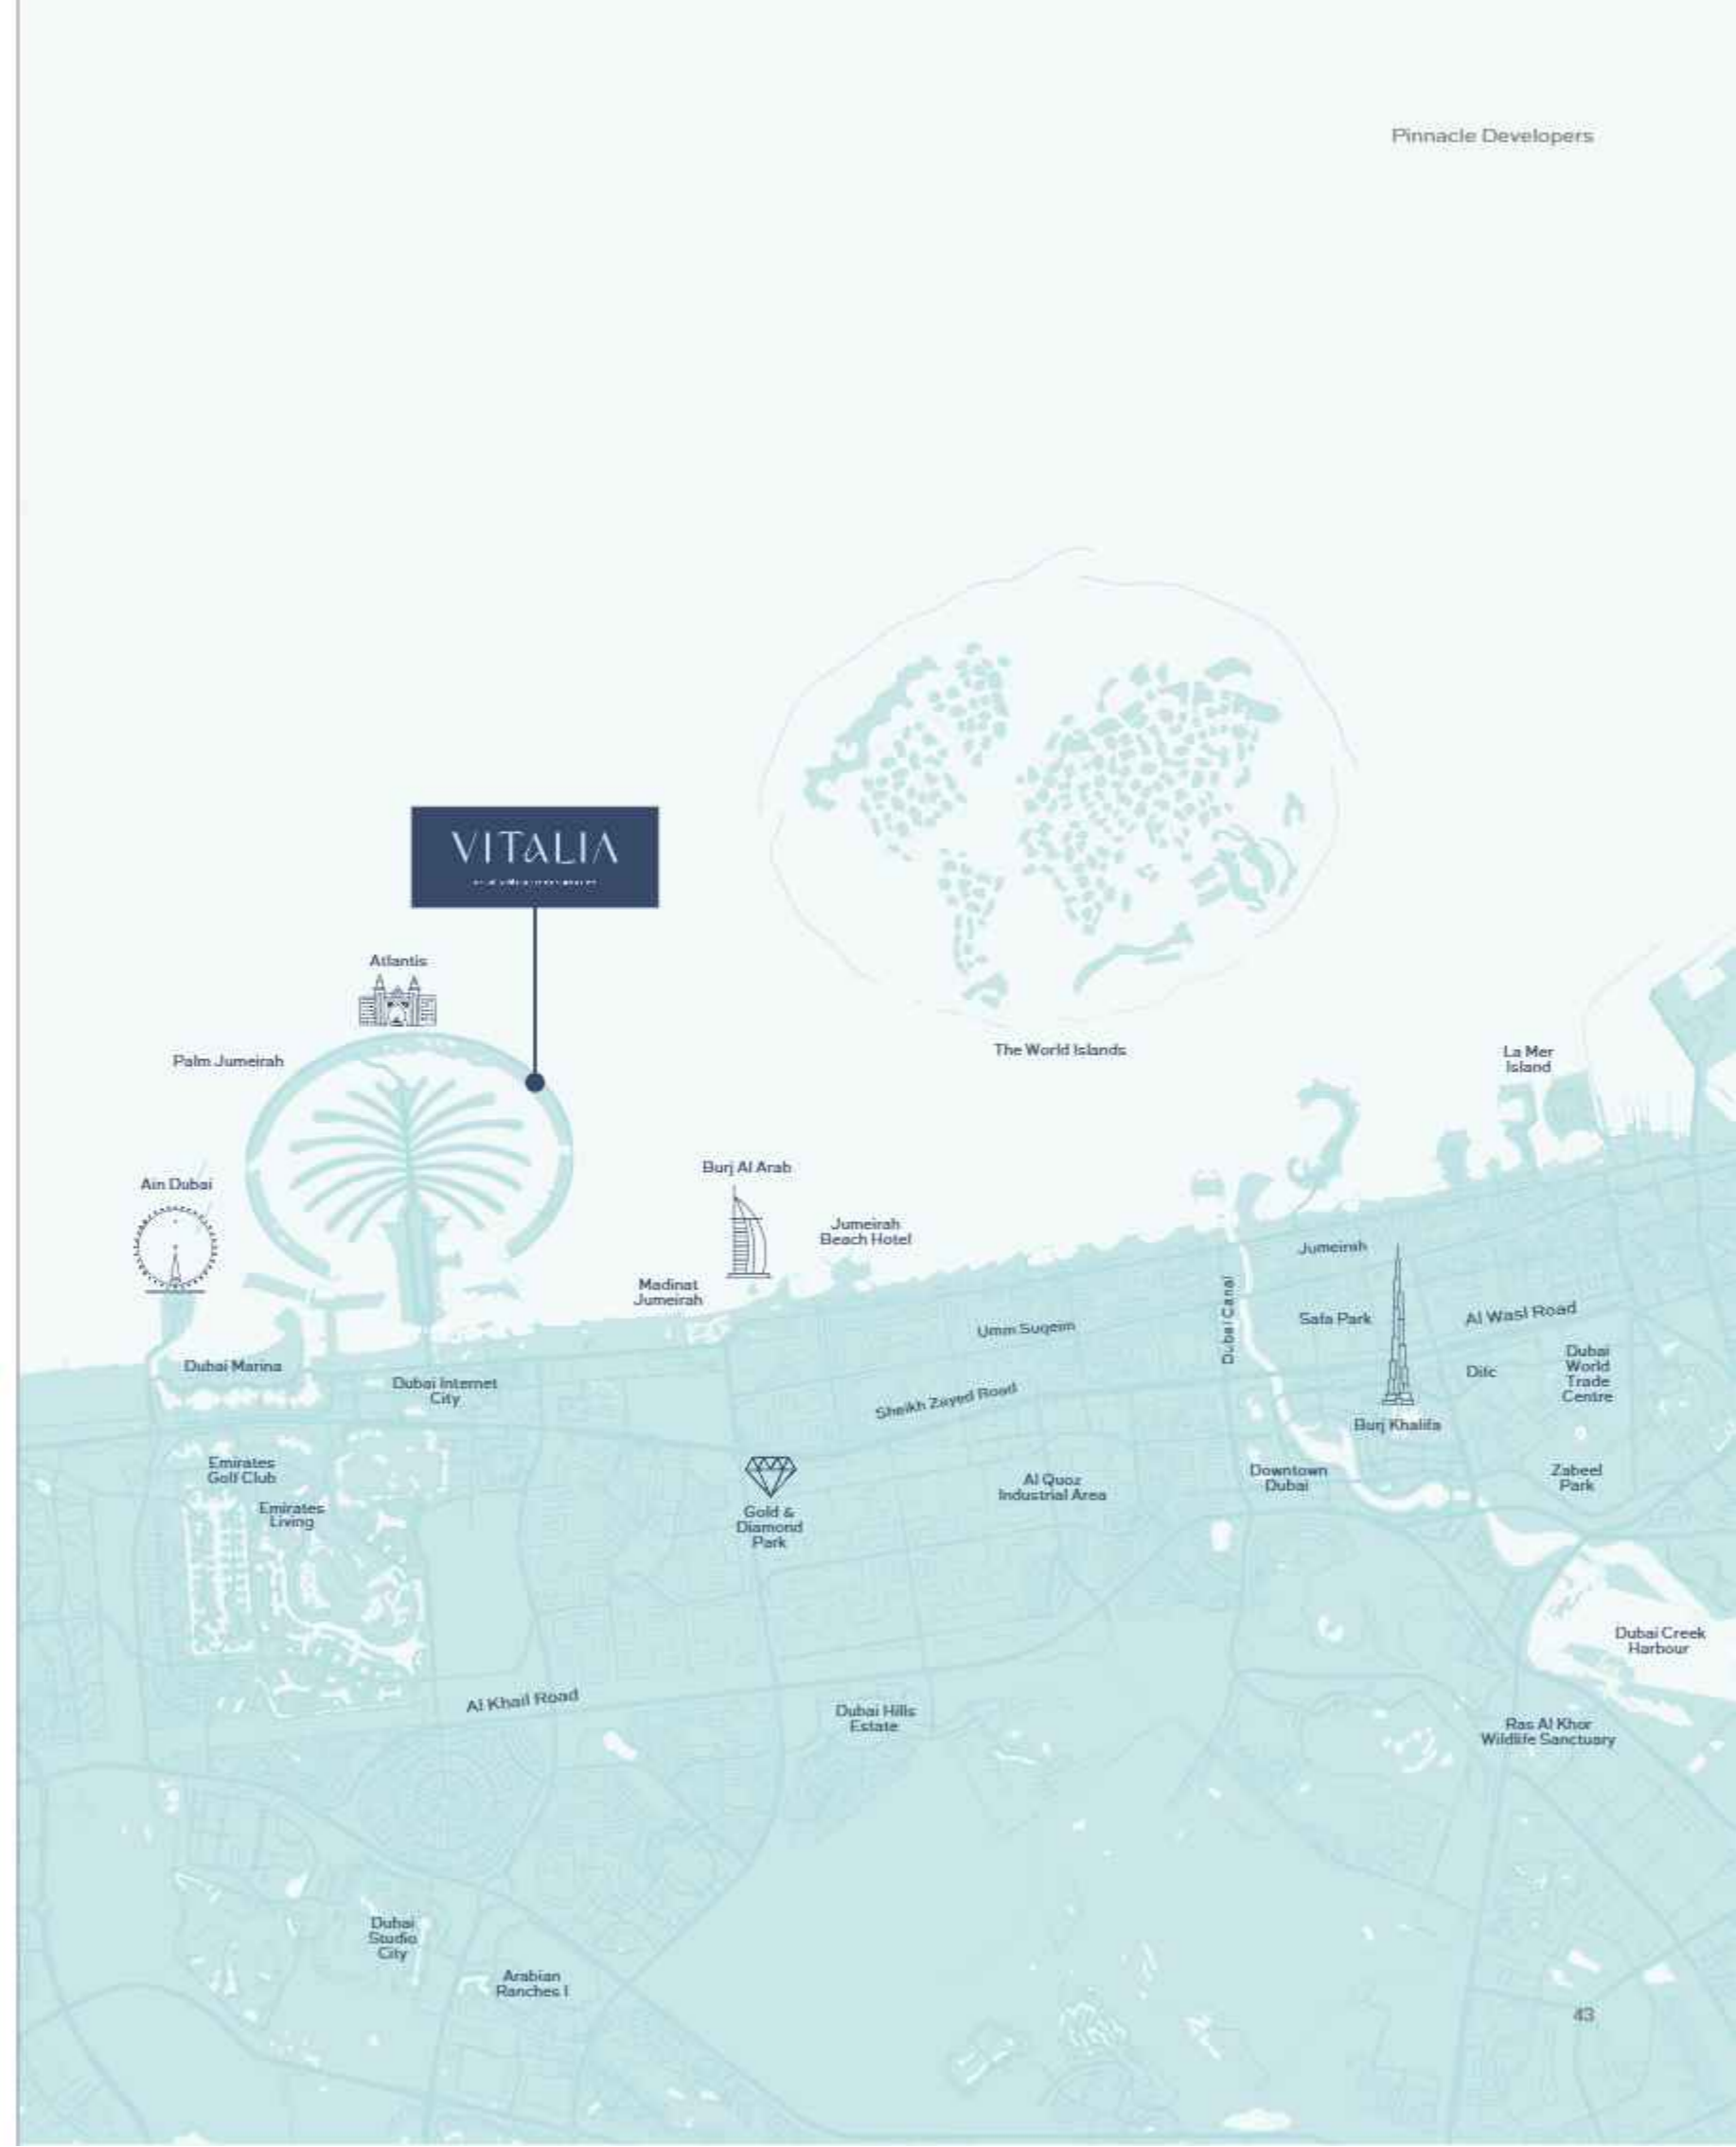 Pinnacle Developers
VITALIA
Atlantis
Palm Jumeirah
The World Islands
La Mer
Island
Ain Dubai
Burj Al Arab
Jumeirah
Beach Hotel
Madinat
Jumeirah
Jumeirah
Dubai Canal
Safa Park
Al Wasl Road
Umm Suqeim
Dubai Marina
Dubai Internet
City
Sheikh Zayed Road
Difc
Dubai
World
Trade
Centre
Burj Khalifa
Emirates
Golf Club
Emirates
Living
Gold &
Diamond
Park
Al Quoz
Industrial Area
Downtown
Dubai
Zabeel
Park
Dubai Creek
Harbour
Al Khail Road
Dubai Hills
Estate
Ras Al Khor
Wildlife Sanctuary
Dubai
Studio
City
Arabian
Ranches I
43